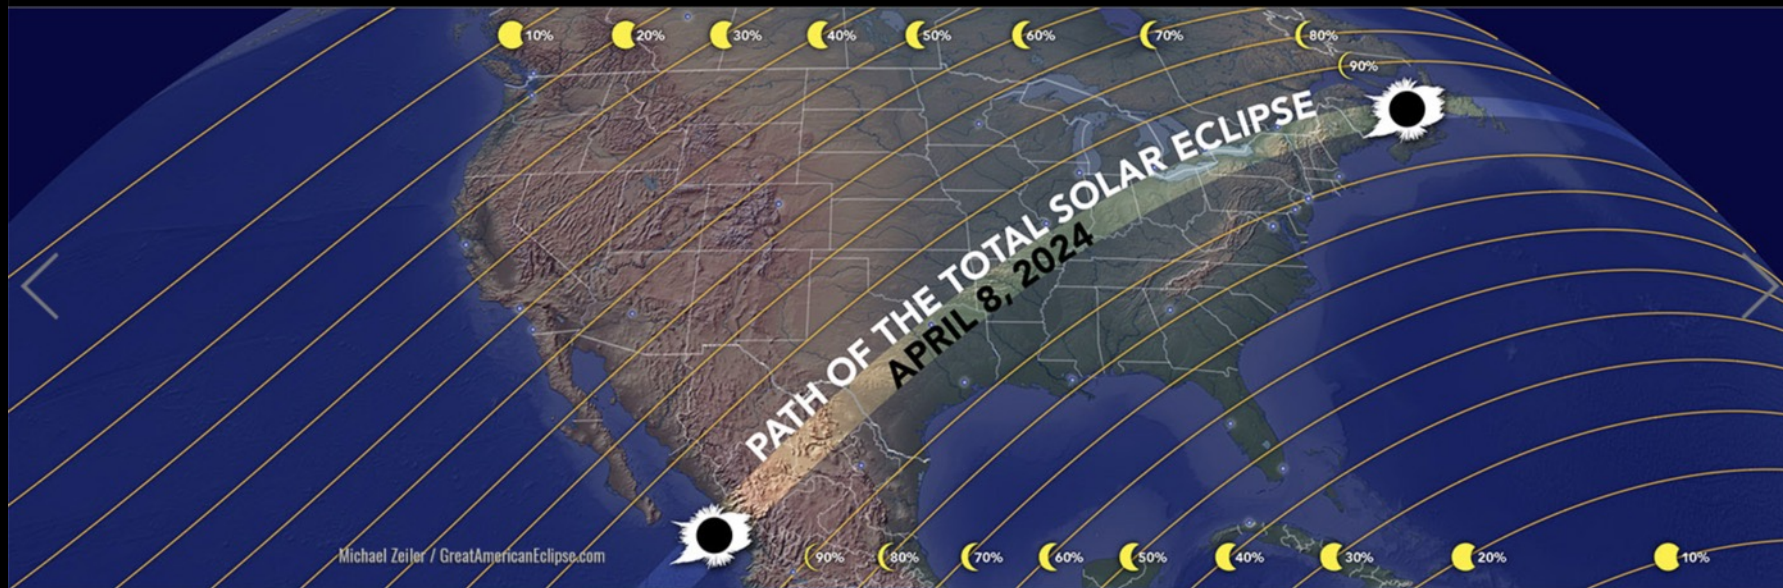 10% 20% 30% 40% 50% 60% 70% 80%
90%
PATH OF THE TOTAL SOLAR ECLIPSE
APRIL 8, 2024
Michael Zeiler / GreatAmericanEclipse.com
90% 80% 70% 60% 50% 40% 30% 20% 10%